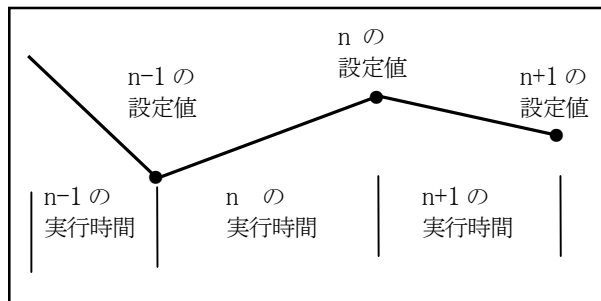 n の
設定値
n-1 の
設定値
n+1 の
設定値
n-1 の
実行時間
n の
実行時間
n+1 の
実行時間